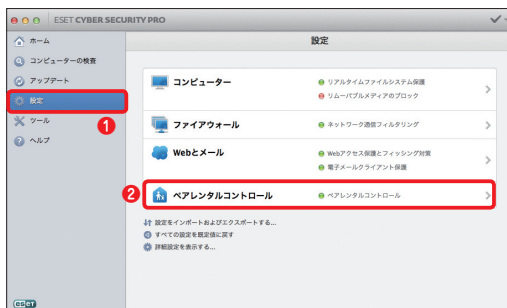 ESET CYBER SECURITY PRO
ホーム
コンピューターの検査
アップデート
設定
ツール
ヘルプ
❶
設定
コンピューター
リアルタイムファイルシステム保護
リムーバブルメディアのブロック
ファイアウォール
ネットワーク通信フィルタリング
Webとメール
Webアクセス保護とフィッシング対策
電子メールクライアント保護
❷
ペアレンタルコントロール
ペアレンタルコントロール
設定をインポートおよびエクスポートする...
すべての設定を既定値に戻す
詳細設定を表示する...
eset